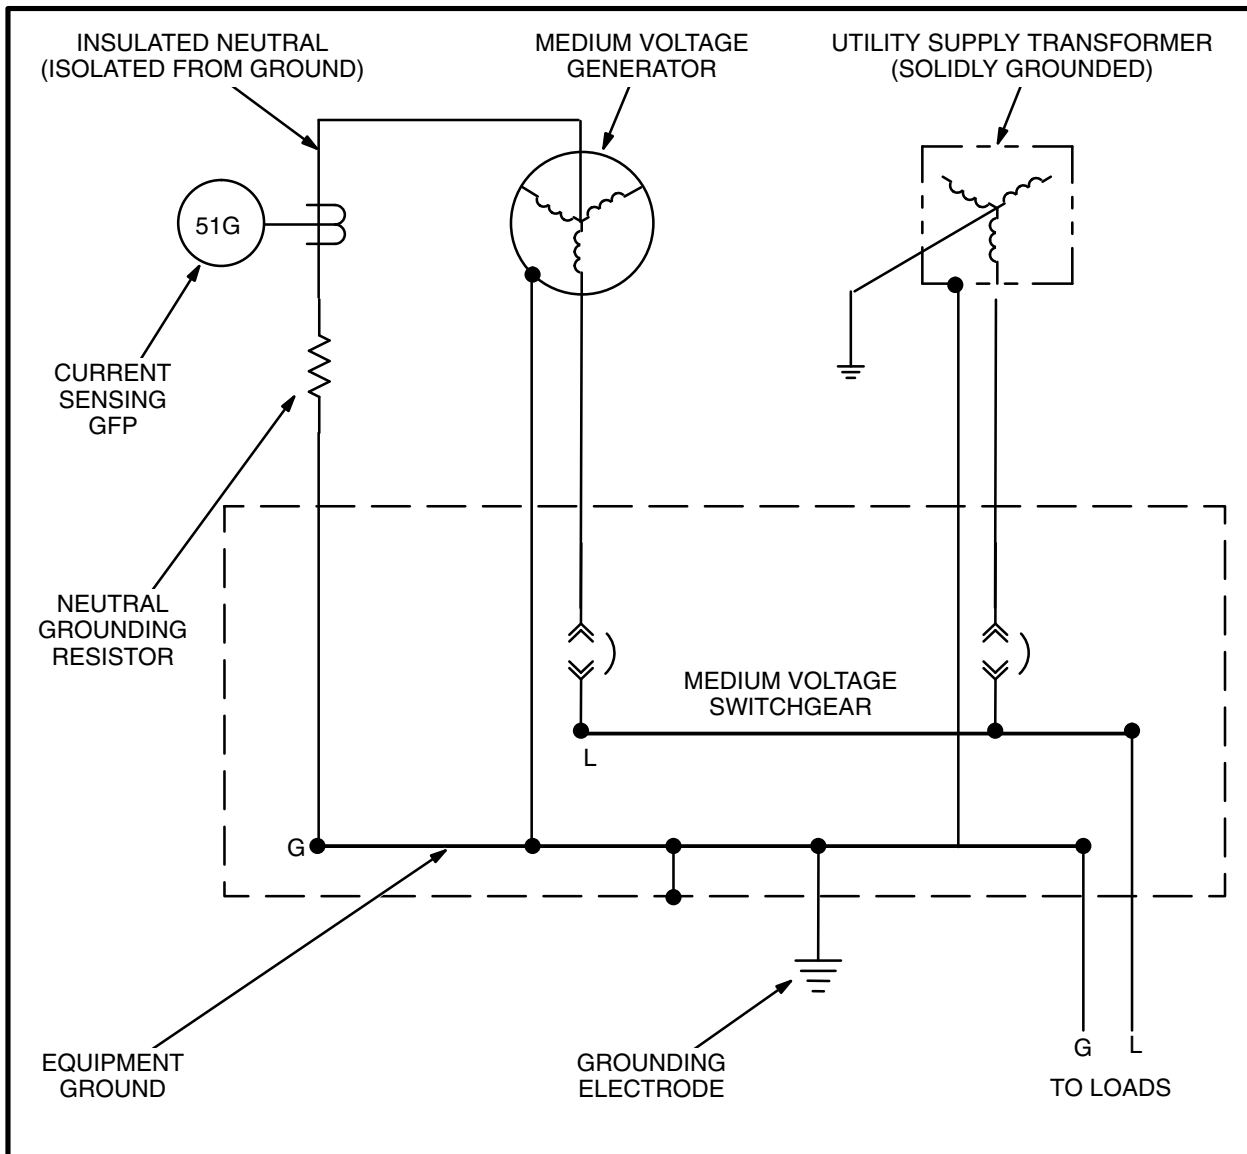 INSULATED NEUTRAL
(ISOLATED FROM GROUND)
MEDIUM VOLTAGE
GENERATOR
UTILITY SUPPLY TRANSFORMER
(SOLIDLY GROUNDED)
51G
CURRENT
SENSING
GFP
NEUTRAL
GROUNDING
RESISTOR
MEDIUM VOLTAGE
SWITCHGEAR
L
G
EQUIPMENT
GROUND
GROUNDING
ELECTRODE
G L
TO LOADS